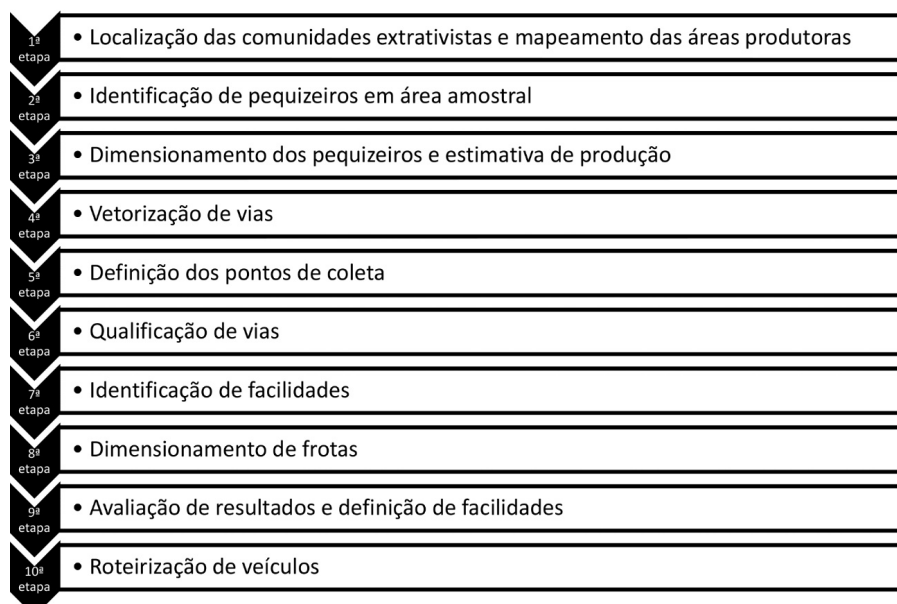 1ª
etapa
• Localização das comunidades extrativistas e mapeamento das áreas produtoras
2ª
etapa
• Identificação de pequizeiros em área amostral
3ª
etapa
• Dimensionamento dos pequizeiros e estimativa de produção
4ª
etapa
• Vetorização de vias
5ª
etapa
• Definição dos pontos de coleta
6ª
etapa
• Qualificação de vias
7ª
etapa
• Identificação de facilidades
8ª
etapa
• Dimensionamento de frotas
9ª
etapa
• Avaliação de resultados e definição de facilidades
10ª
etapa
• Roteirização de veículos